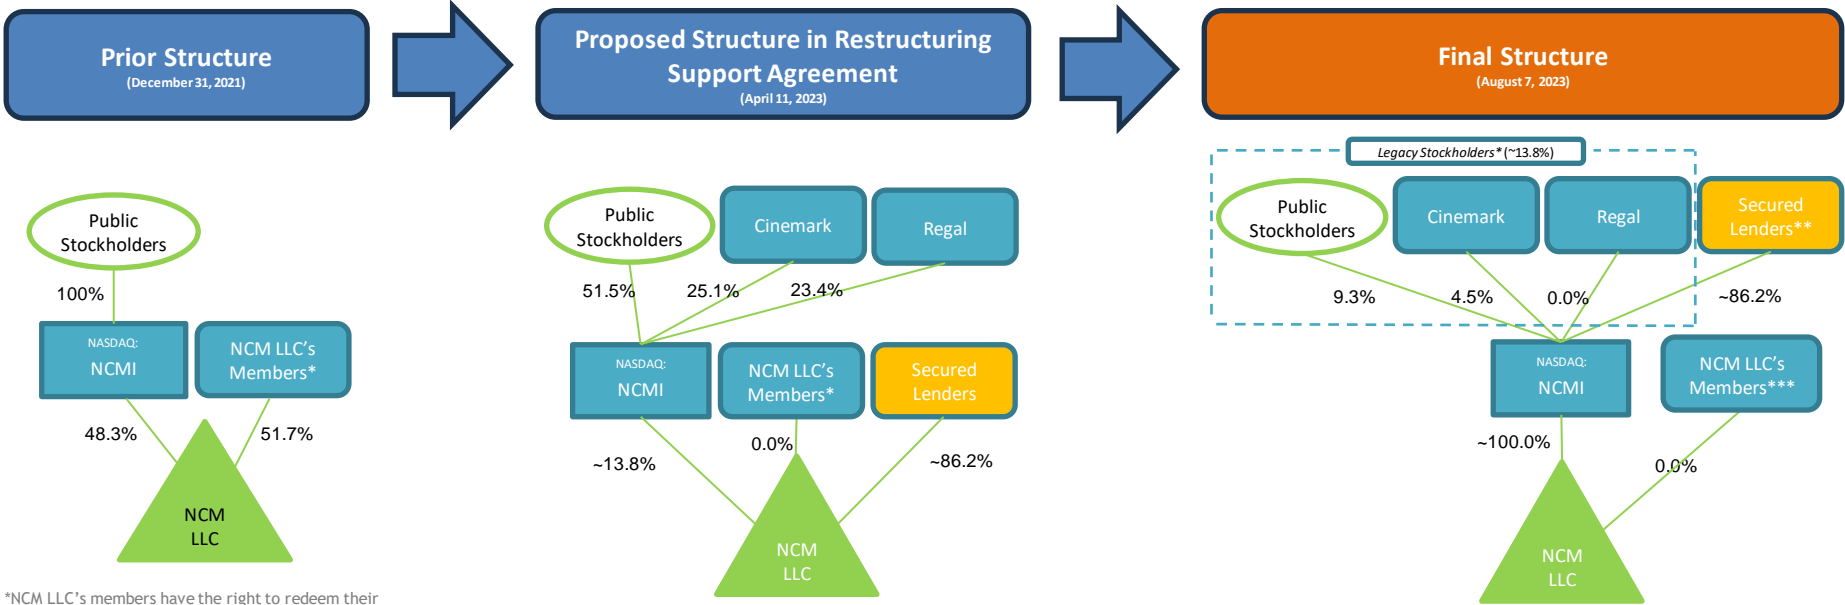 Prior Structure
(December 31, 2021)
Public
Stockholders
100%
NASDAQ:
NCMI
NCM LLC's
Members*
48.3%
51.7%
NCM
LLC
*NCM LLC's members have the right to redeem their
Proposed Structure in Restructuring
Support Agreement
(April 11, 2023)
Public
Stockholders
Cinemark
Regal
51.5%
25.1%
23.4%
NASDAQ:
NCMI
NCM LLC's
Members*
Secured
Lenders
~13.8%
0.0%
~86.2%
NCM
LLC
Final Structure
(August 7, 2023)
Legacy Stockholders* (~13.8%)
Public
Stockholders
Cinemark
Regal
Secured
Lenders**
9.3%
4.5%
0.0%
~86.2%
NASDAQ:
NCMI
NCM LLC's
Members***
~100.0%
0.0%
NCM
LLC